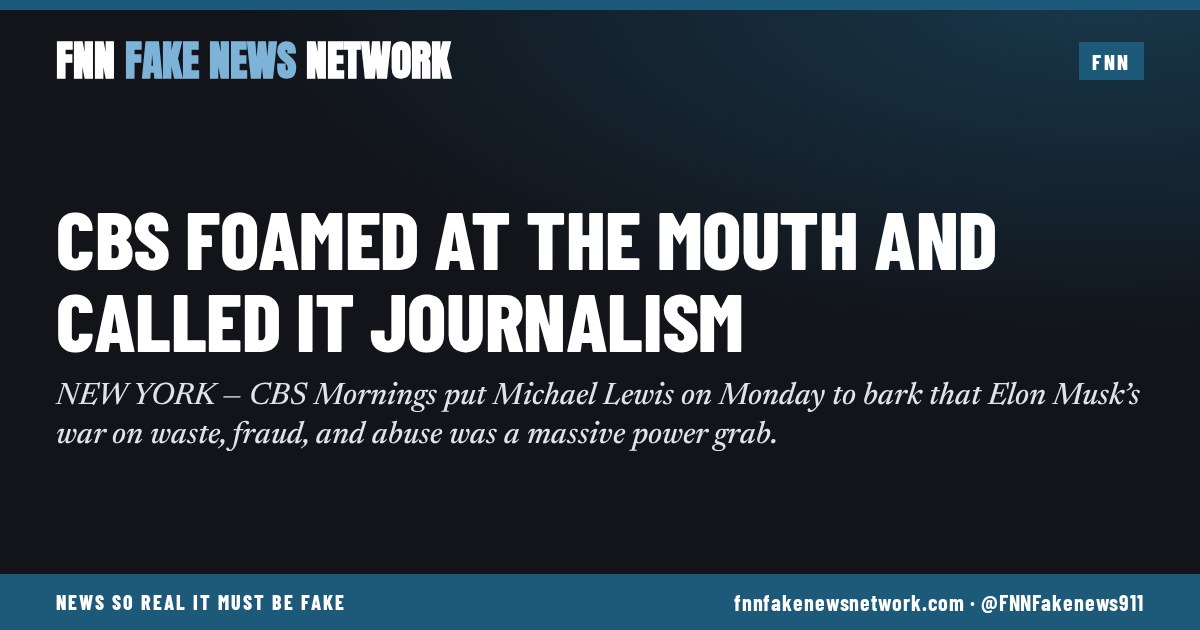 FNN FAKE NEWS NETWORK
FNN
CBS FOAMED AT THE MOUTH AND
CALLED IT JOURNALISM
NEW YORK — CBS Mornings put Michael Lewis on Monday to bark that Elon Musk’s
war on waste, fraud, and abuse was a massive power grab.
NEWS SO REAL IT MUST BE FAKE
fnnfakenewsnetwork.com · @FNNFakenews911